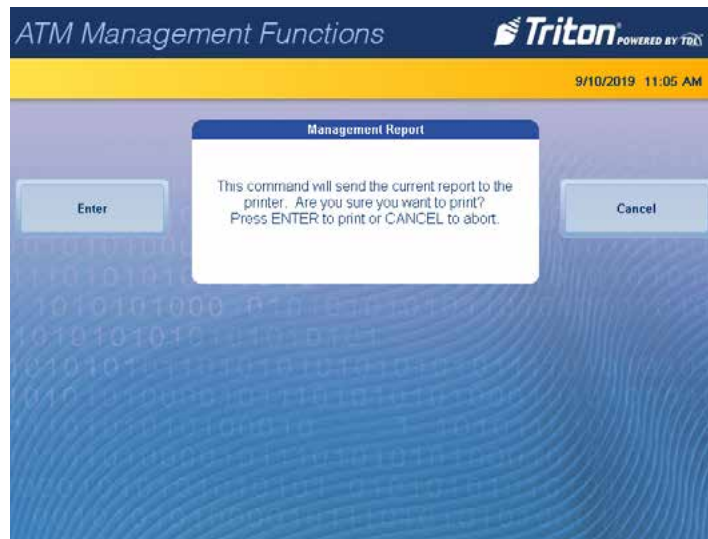 ATM Management Functions
Triton POWERED BY TDL
9/10/2019 11:05 AM
Management Report
This command will send the current report to the
printer. Are you sure you want to print?
Press ENTER to print or CANCEL to abort.
Enter
Cancel